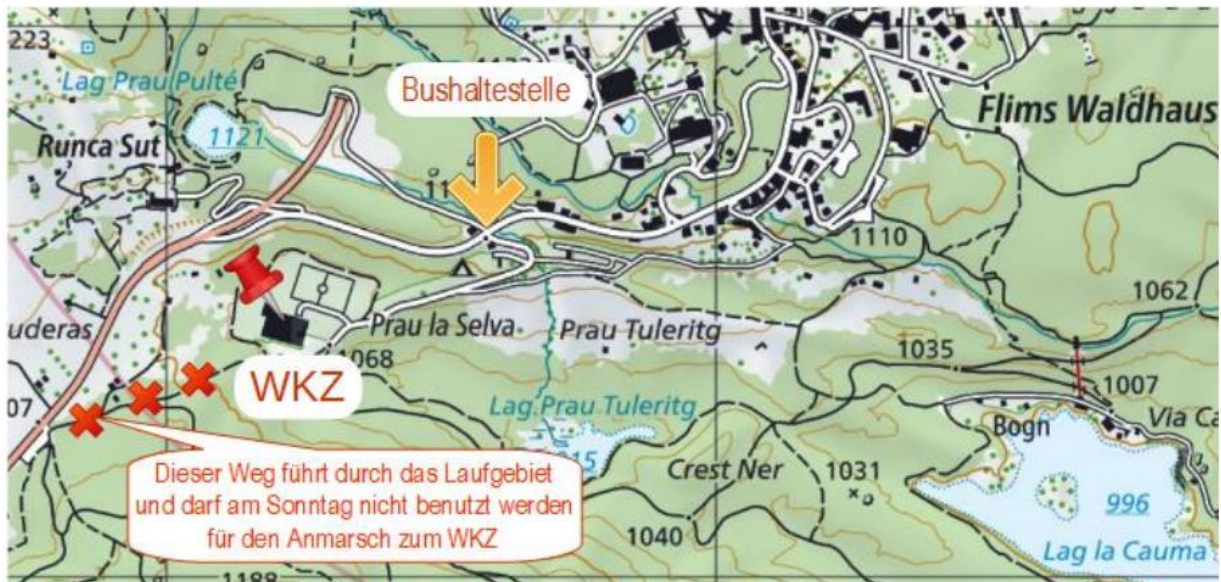 1223
Lag Prau Pulté
Bushaltestelle
Flims Waldhaus
1121
Runca Sut
1110
1062
uderas
Prau la Selva
Prau Tuleritg
1068
1035
WKZ
1007
07
Lag Prau Tuleritg
Bogn
Via Ca
Dieser Weg führt durch das Laufgebiet
und darf am Sonntag nicht benutzt werden
für den Anmarsch zum WKZ
Crest Ner
1031
996
1040
Lag la Cauma
1188